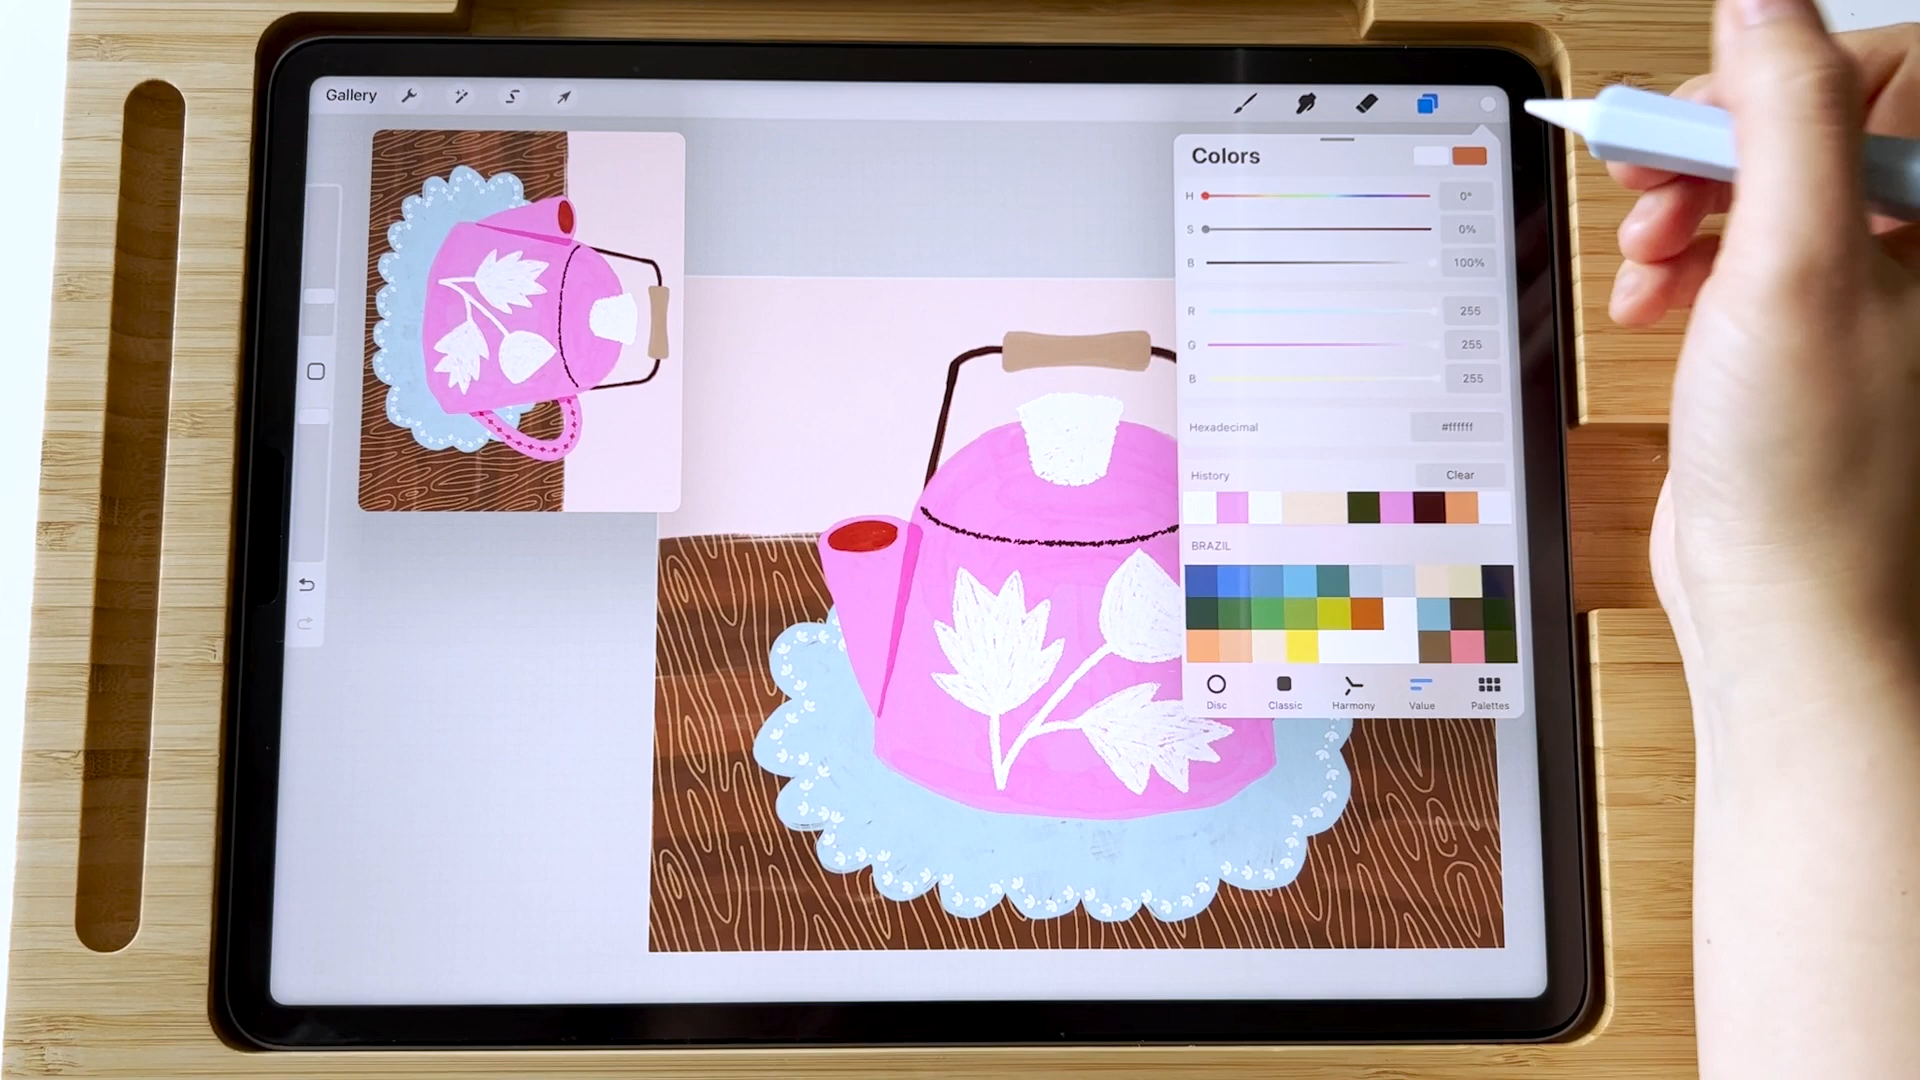 Gallery
Colors
H 0°
S 0%
B 100%
R 255
G 255
B 255
Hexadecimal #ffffff
History Clear
BRAZIL
Disc Classic Harmony Value Palettes